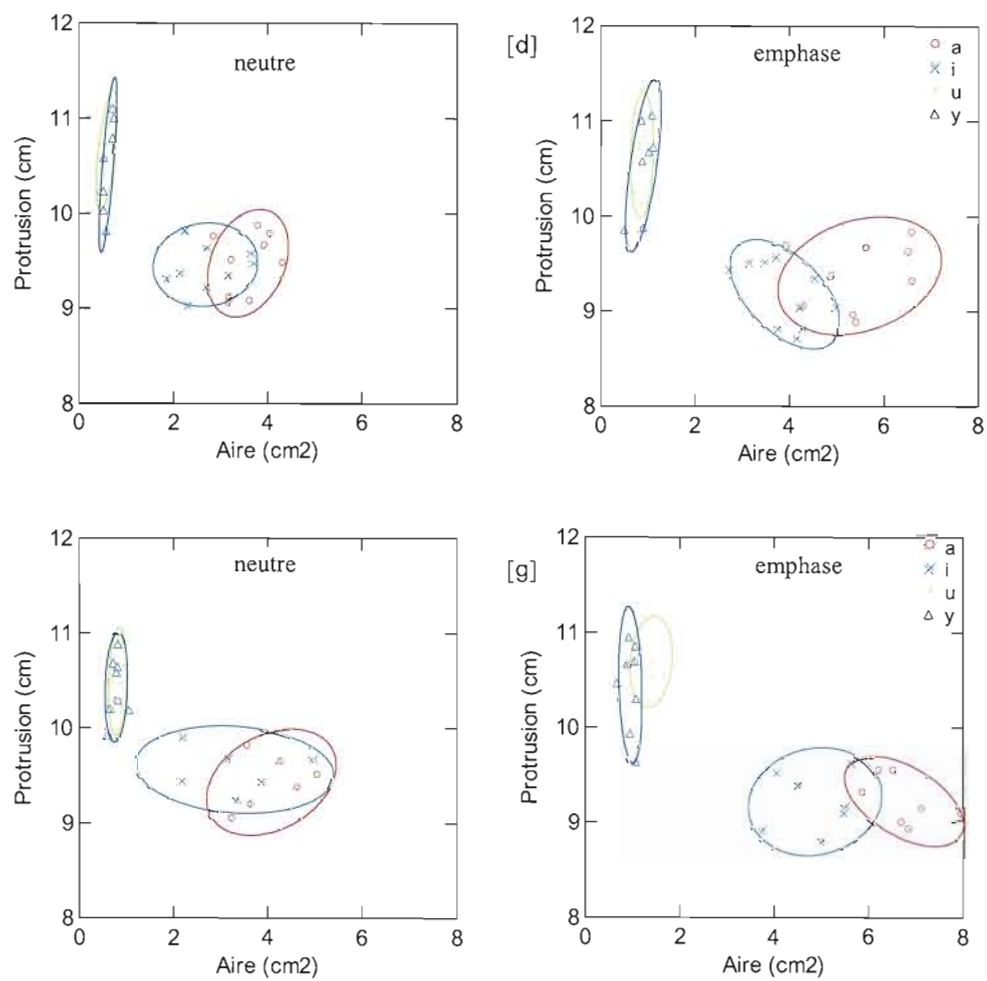 12
11
10
9
8
Protrusion (cm)
neutre
0 2 4 6 8
Aire (cm2)
[d]
12
11
10
9
8
Protrusion (cm)
emphase
a
i
u
y
0 2 4 6 8
Aire (cm2)
12
11
10
9
8
Protrusion (cm)
neutre
0 2 4 6 8
Aire (cm2)
[g]
12
11
10
9
8
Protrusion (cm)
emphase
a
i
u
y
0 2 4 6 8
Aire (cm2)